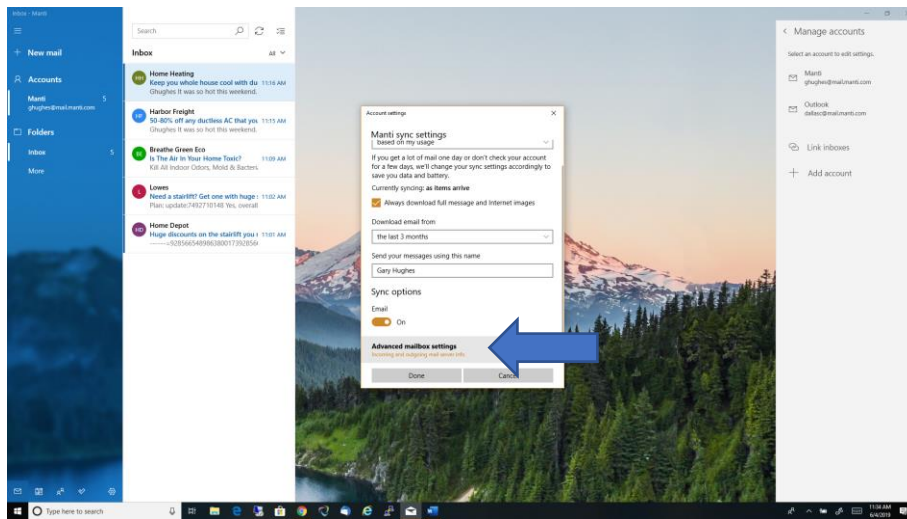 Inbox - Manti
New mail
Accounts
Manti 5
ghughes@mail.manti.com
Folders
Inbox 5
More
Search
Inbox
All
HH
Home Heating
Keep you whole house cool with du 11:16 AM
Ghughes It was so hot this weekend.
HF
Harbor Freight
50-80% off any ductless AC that you 11:15 AM
Ghughes It was so hot this weekend.
Breathe Green Eco
Is The Air In Your Home Toxic? 11:09 AM
Kill All Indoor Odors, Mold & Bacteri
L
Lowes
Need a stairlift? Get one with huge 11:02 AM
Plan: update:7492710148 Yes, overall
HD
Home Depot
Huge discounts on the stairlift you 11:01 AM
Account settings
Manti sync settings
based on my usage
If you get a lot of mail one day or don't check your account
for a few days, we'll change your sync settings accordingly to
save you data and battery.
Currently syncing: as items arrive
Always download full message and Internet images
Download email from
the last 3 months
Send your messages using this name
Gary Hughes
Sync options
Email
On
Advanced mailbox settings
Incoming and outgoing mail server info
Done
Cancel
Manage accounts
Select an account to edit settings.
Manti
ghughes@mail.manti.com
Outlook
dallasc@mail.manti.com
Link inboxes
Add account
Type here to search
11:34 AM
6/4/2019